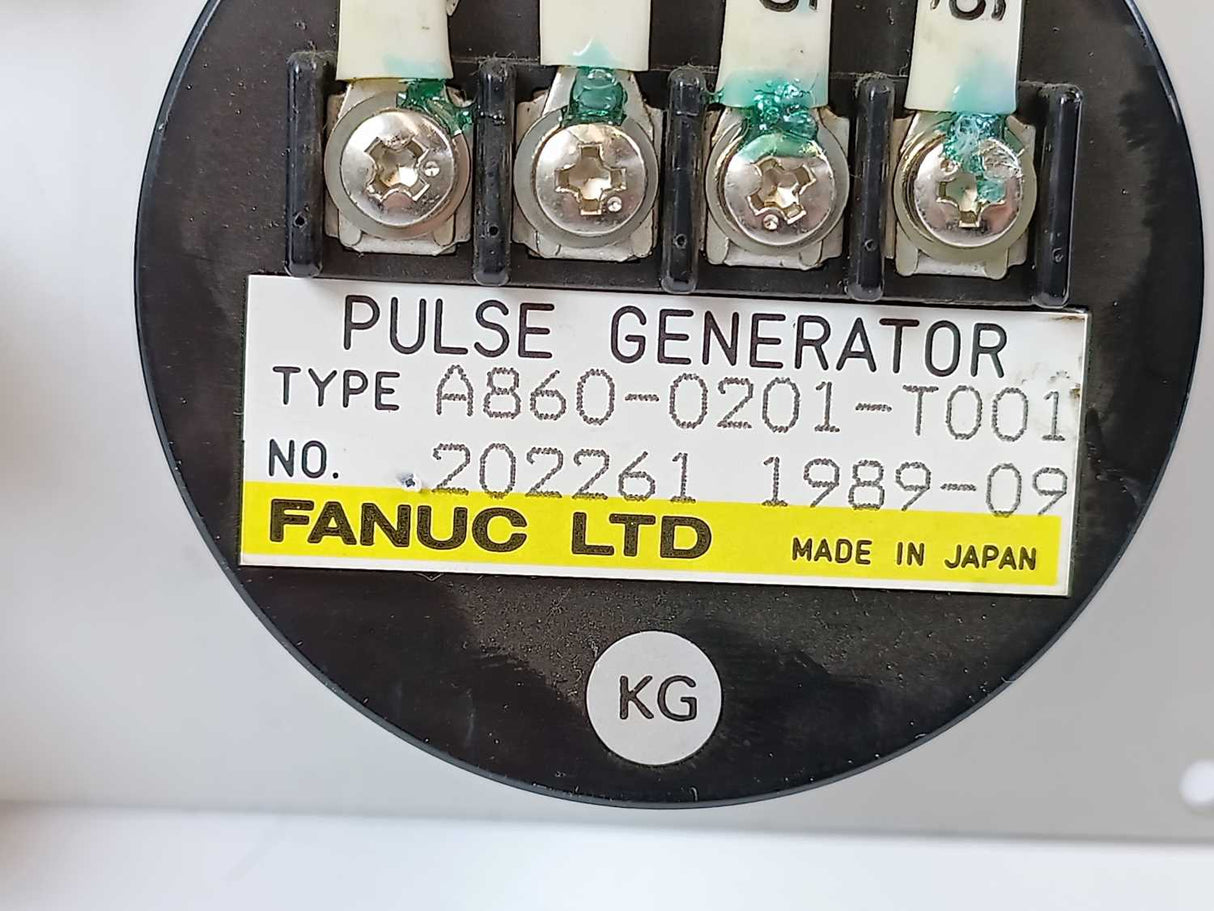 PULSE GENERATOR
TYPE A860-0201-T001
NO. 202261 1989-09
FANUC LTD MADE IN JAPAN
KG